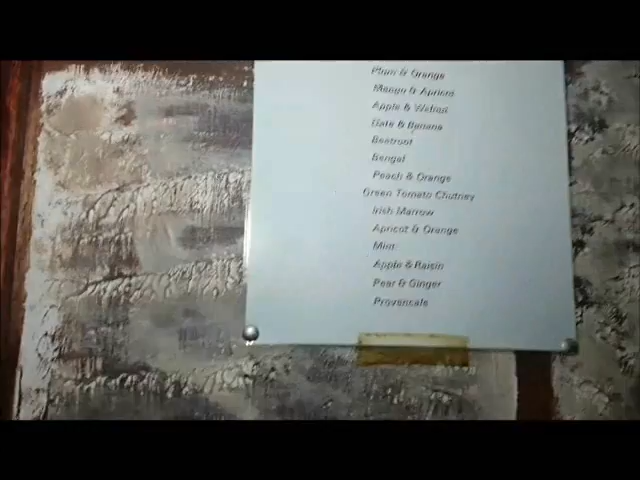 Plum & Orange
Mango & Apricot
Apple & Walnut
Date & Banana
Beetroot
Bengal
Peach & Orange
Green Tomato Chutney
Irish Marrow
Apricot & Orange
Mint
Apple & Raisin
Pear & Ginger
Provencale